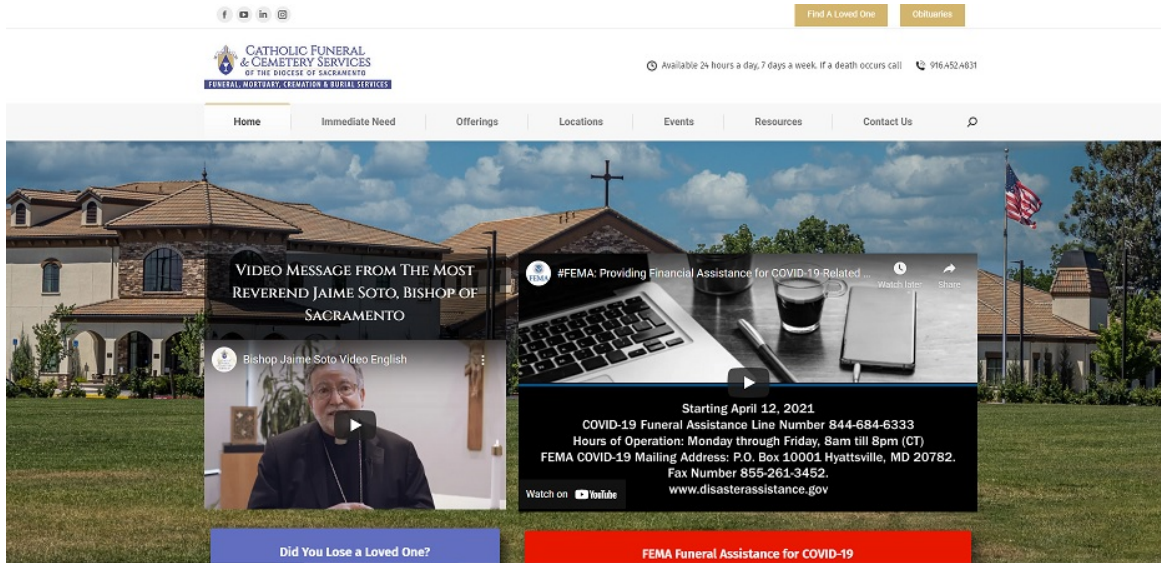 Find A Loved One
Obituaries
CATHOLIC FUNERAL
& CEMETERY SERVICES
OF THE DIOCESE OF SACRAMENTO
FUNERAL, MORTUARY, CREMATION & BURIAL SERVICES
Available 24 hours a day, 7 days a week. If a death occurs call
916.452.4831
Home
Immediate Need
Offerings
Locations
Events
Resources
Contact Us
VIDEO MESSAGE FROM THE MOST
REVEREND JAIME SOTO, BISHOP OF
SACRAMENTO
Bishop Jaime Soto Video English
FEMA
#FEMA: Providing Financial Assistance for COVID-19-Related ...
Watch later
Share
Starting April 12, 2021
COVID-19 Funeral Assistance Line Number 844-684-6333
Hours of Operation: Monday through Friday, 8am till 8pm (CT)
FEMA COVID-19 Mailing Address: P.O. Box 10001 Hyattsville, MD 20782.
Fax Number 855-261-3452.
www.disasterassistance.gov
Watch on YouTube
Did You Lose a Loved One?
FEMA Funeral Assistance for COVID-19